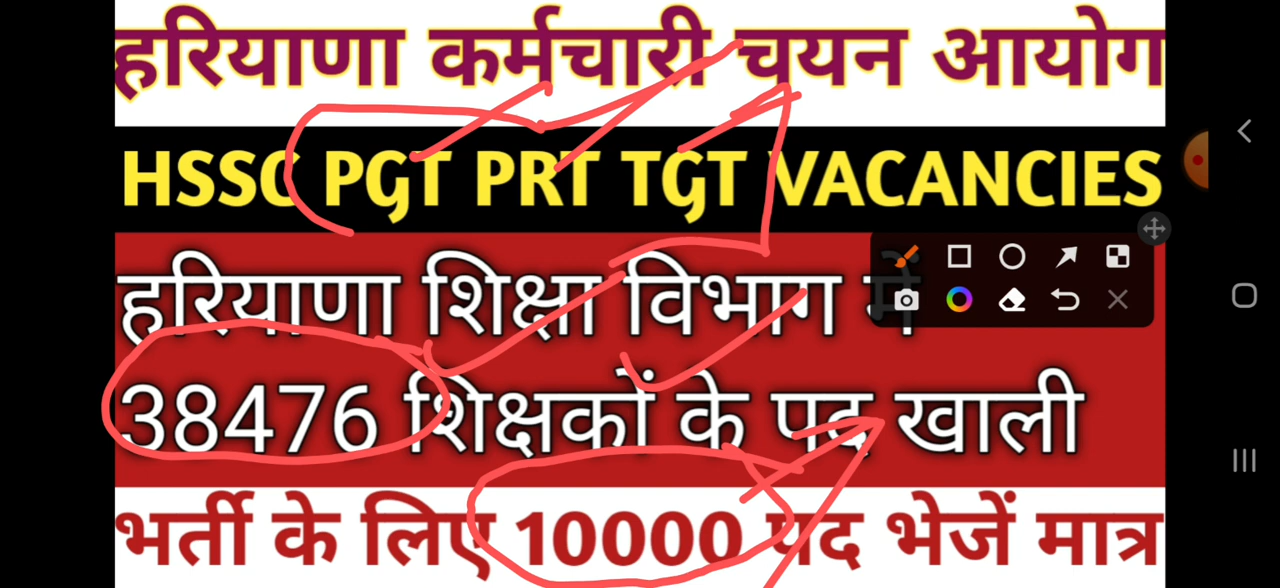 हरियाणा कर्मचारी चयन आयोग
HSSC PGT PRT TGT VACANCIES
हरियाणा शिक्षा विभाग में
38476 शिक्षकों के पद खाली
भर्ती के लिए 10000 पद भेजें मात्र